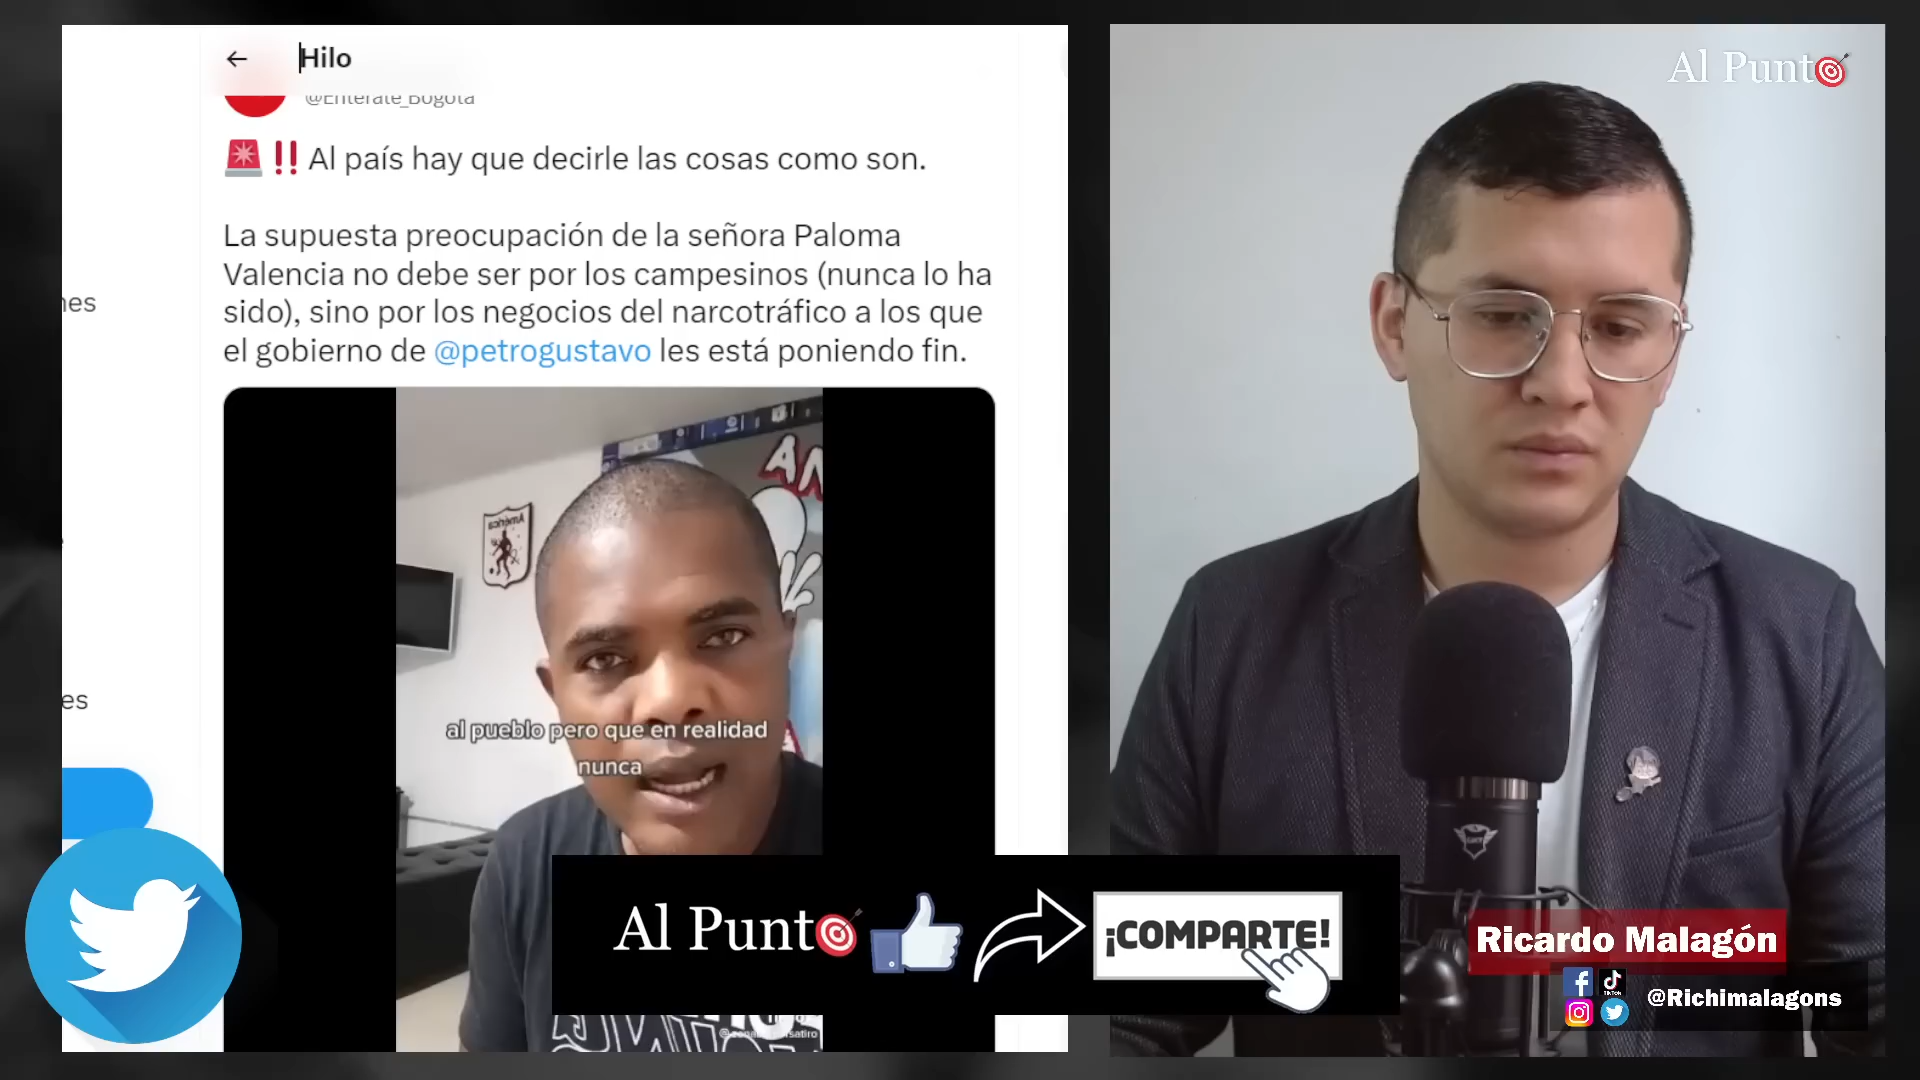 Hilo
@Enterate_Bogota
Al país hay que decirle las cosas como son.
La supuesta preocupación de la señora Paloma
Valencia no debe ser por los campesinos (nunca lo ha
sido), sino por los negocios del narcotráfico a los que
el gobierno de @petrogustavo les está poniendo fin.
nes
es
América
al pueblo pero que en realidad
nunca
Al Punto
¡COMPARTE!
Al Punto
Ricardo Malagón
@Richimalagons